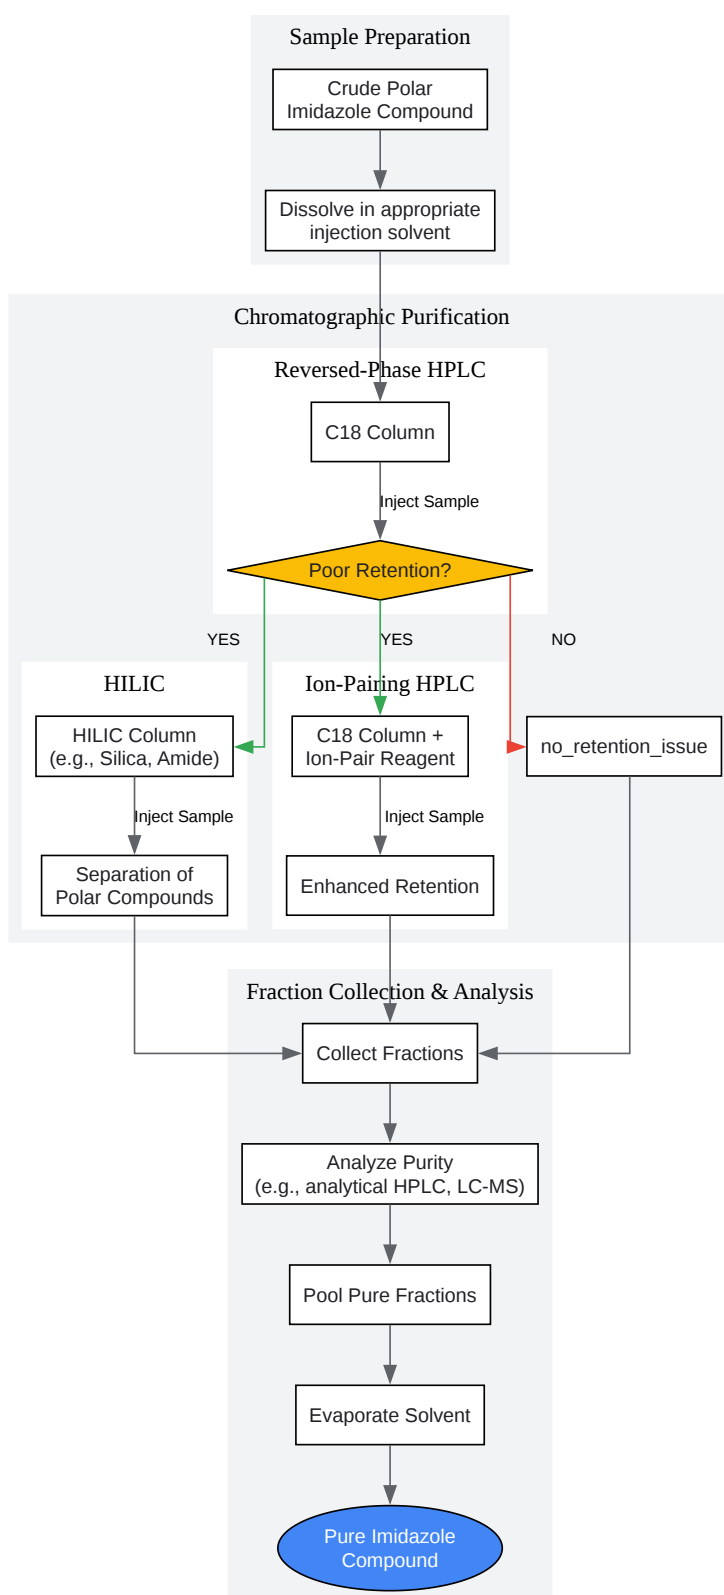 Sample Preparation
Crude Polar
Imidazole Compound
Dissolve in appropriate
injection solvent
Chromatographic Purification
Reversed-Phase HPLC
C18 Column
Inject Sample
Poor Retention?
YES
YES
NO
HILIC
HILIC Column
(e.g., Silica, Amide)
Inject Sample
Separation of
Polar Compounds
Ion-Pairing HPLC
C18 Column +
Ion-Pair Reagent
Inject Sample
Enhanced Retention
no_retention_issue
Fraction Collection & Analysis
Collect Fractions
Analyze Purity
(e.g., analytical HPLC, LC-MS)
Pool Pure Fractions
Evaporate Solvent
Pure Imidazole
Compound